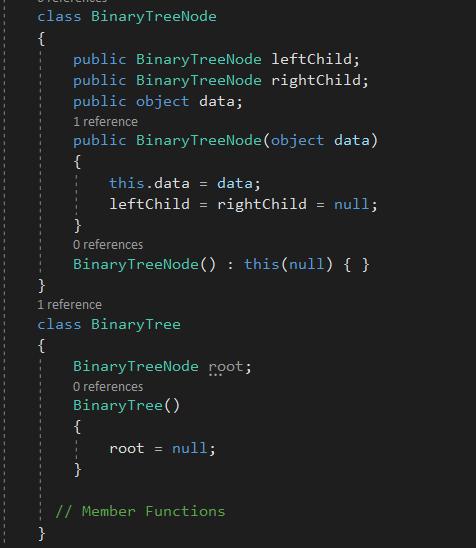 0 references
class BinaryTreeNode
{
public BinaryTreeNode leftChild;
public BinaryTreeNode rightChild;
public object data;
1 reference
public BinaryTreeNode(object data)
{
this.data = data;
leftChild = rightChild = null;
}
0 references
BinaryTreeNode() : this(null) { }
}
1 reference
class BinaryTree
{
BinaryTreeNode root;
0 references
BinaryTree()
{
root = null;
}
// Member Functions
}